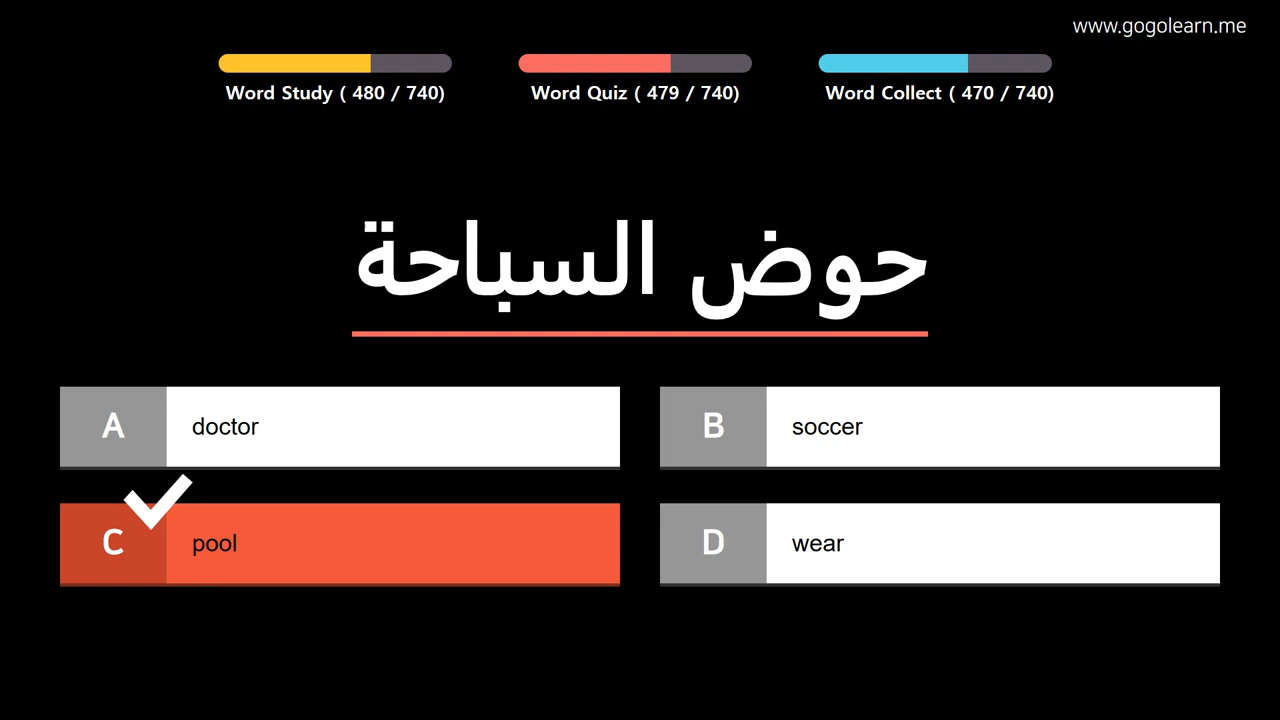 www.gogolearn.me
Word Study ( 480 / 740)
Word Quiz ( 479 / 740)
Word Collect ( 470 / 740)
حوض السباحة
A doctor
B soccer
C pool
D wear